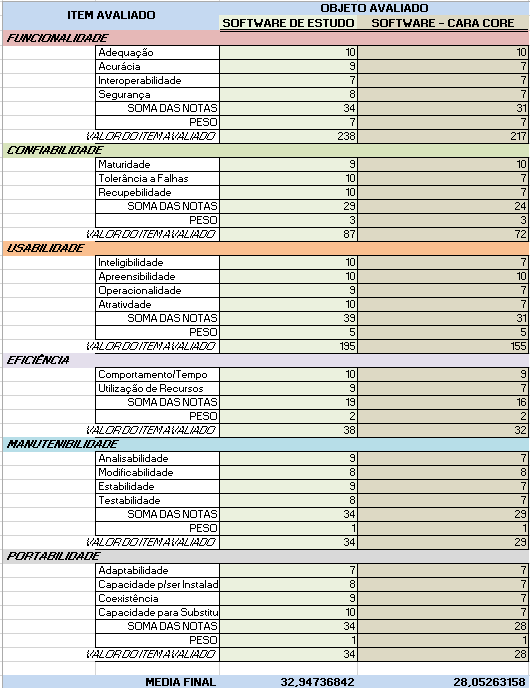 ITEM AVALIADO OBJETO AVALIADO
SOFTWARE DE ESTUDO SOFTWARE - CARA CORE
FUNCIONALIDADE
Adequação 10 10
Acurácia 9 7
Interoperabilidade 7 7
Segurança 8 7
SOMA DAS NOTAS 34 31
PESO 7 7
VALOR DO ITEM AVALIADO 238 217
CONFIABILIDADE
Maturidade 9 10
Tolerância a Falhas 10 7
Recupebilidade 10 7
SOMA DAS NOTAS 29 24
PESO 3 3
VALOR DO ITEM AVALIADO 87 72
USABILIDADE
Inteligibilidade 10 7
Apreensibilidade 10 10
Operacionalidade 9 7
Atratividade 10 7
SOMA DAS NOTAS 39 31
PESO 5 5
VALOR DO ITEM AVALIADO 195 155
EFICIÊNCIA
Comportamento/Tempo 10 9
Utilização de Recursos 9 7
SOMA DAS NOTAS 19 16
PESO 2 2
VALOR DO ITEM AVALIADO 38 32
MANUTENIBILIDADE
Analisabilidade 9 7
Modificabilidade 8 8
Estabilidade 9 7
Testabilidade 8 7
SOMA DAS NOTAS 34 29
PESO 1 1
VALOR DO ITEM AVALIADO 34 29
PORTABILIDADE
Adaptabilidade 7 7
Capacidade p/ser Instalad 8 7
Coexistência 9 7
Capacidade para Substitu 10 7
SOMA DAS NOTAS 34 28
PESO 1 1
VALOR DO ITEM AVALIADO 34 28
MEDIA FINAL 32,94736842 28,05263158